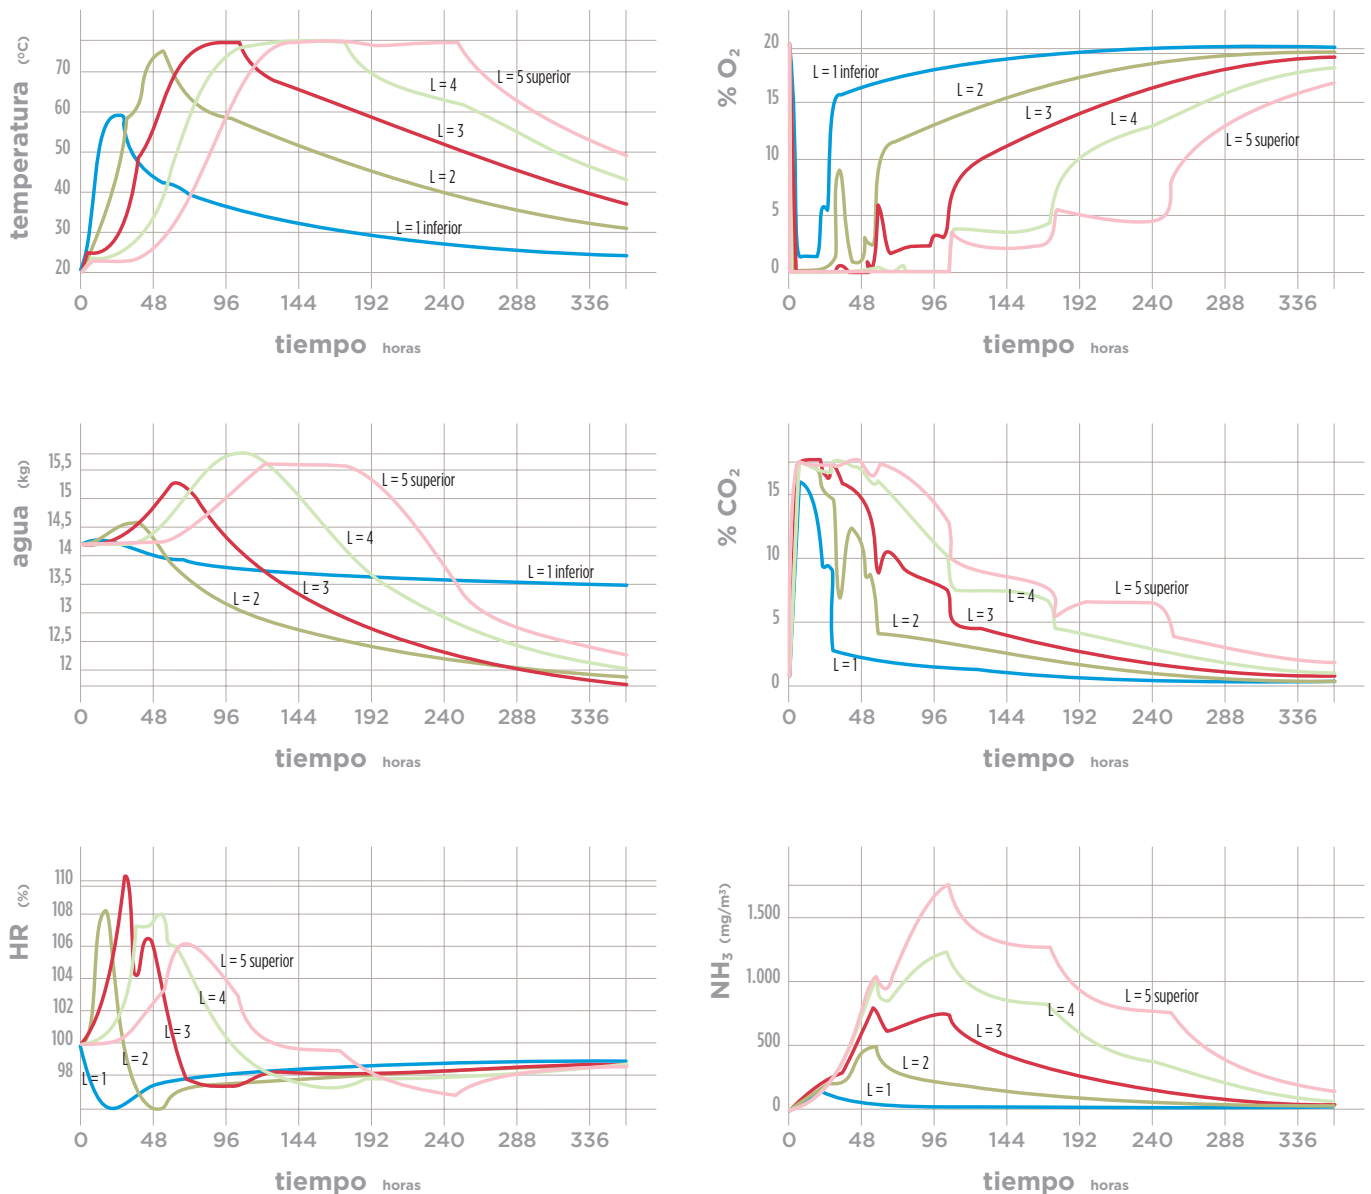 temperatura (ºC)
70
60
50
40
30
20
L = 4
L = 5 superior
L = 3
L = 2
L = 1 inferior
0 48 96 144 192 240 288 336
tiempo horas
% O2
20
15
10
5
0
L = 1 inferior
L = 2
L = 3
L = 4
L = 5 superior
0 48 96 144 192 240 288 336
tiempo horas
agua (kg)
15,5
15
14,5
14
13,5
13
12,5
12
L = 5 superior
L = 4
L = 1 inferior
L = 3
L = 2
0 48 96 144 192 240 288 336
tiempo horas
% CO2
15
10
5
0
L = 5 superior
L = 4
L = 3
L = 2
L = 1
0 48 96 144 192 240 288 336
tiempo horas
HR (%)
110
108
106
104
102
100
98
L = 5 superior
L = 4
L = 3
L = 2
L = 1
0 48 96 144 192 240 288 336
tiempo horas
NH3 (mg/m³)
1.500
1.000
500
0
L = 5 superior
L = 4
L = 3
L = 2
L = 1
0 48 96 144 192 240 288 336
tiempo horas